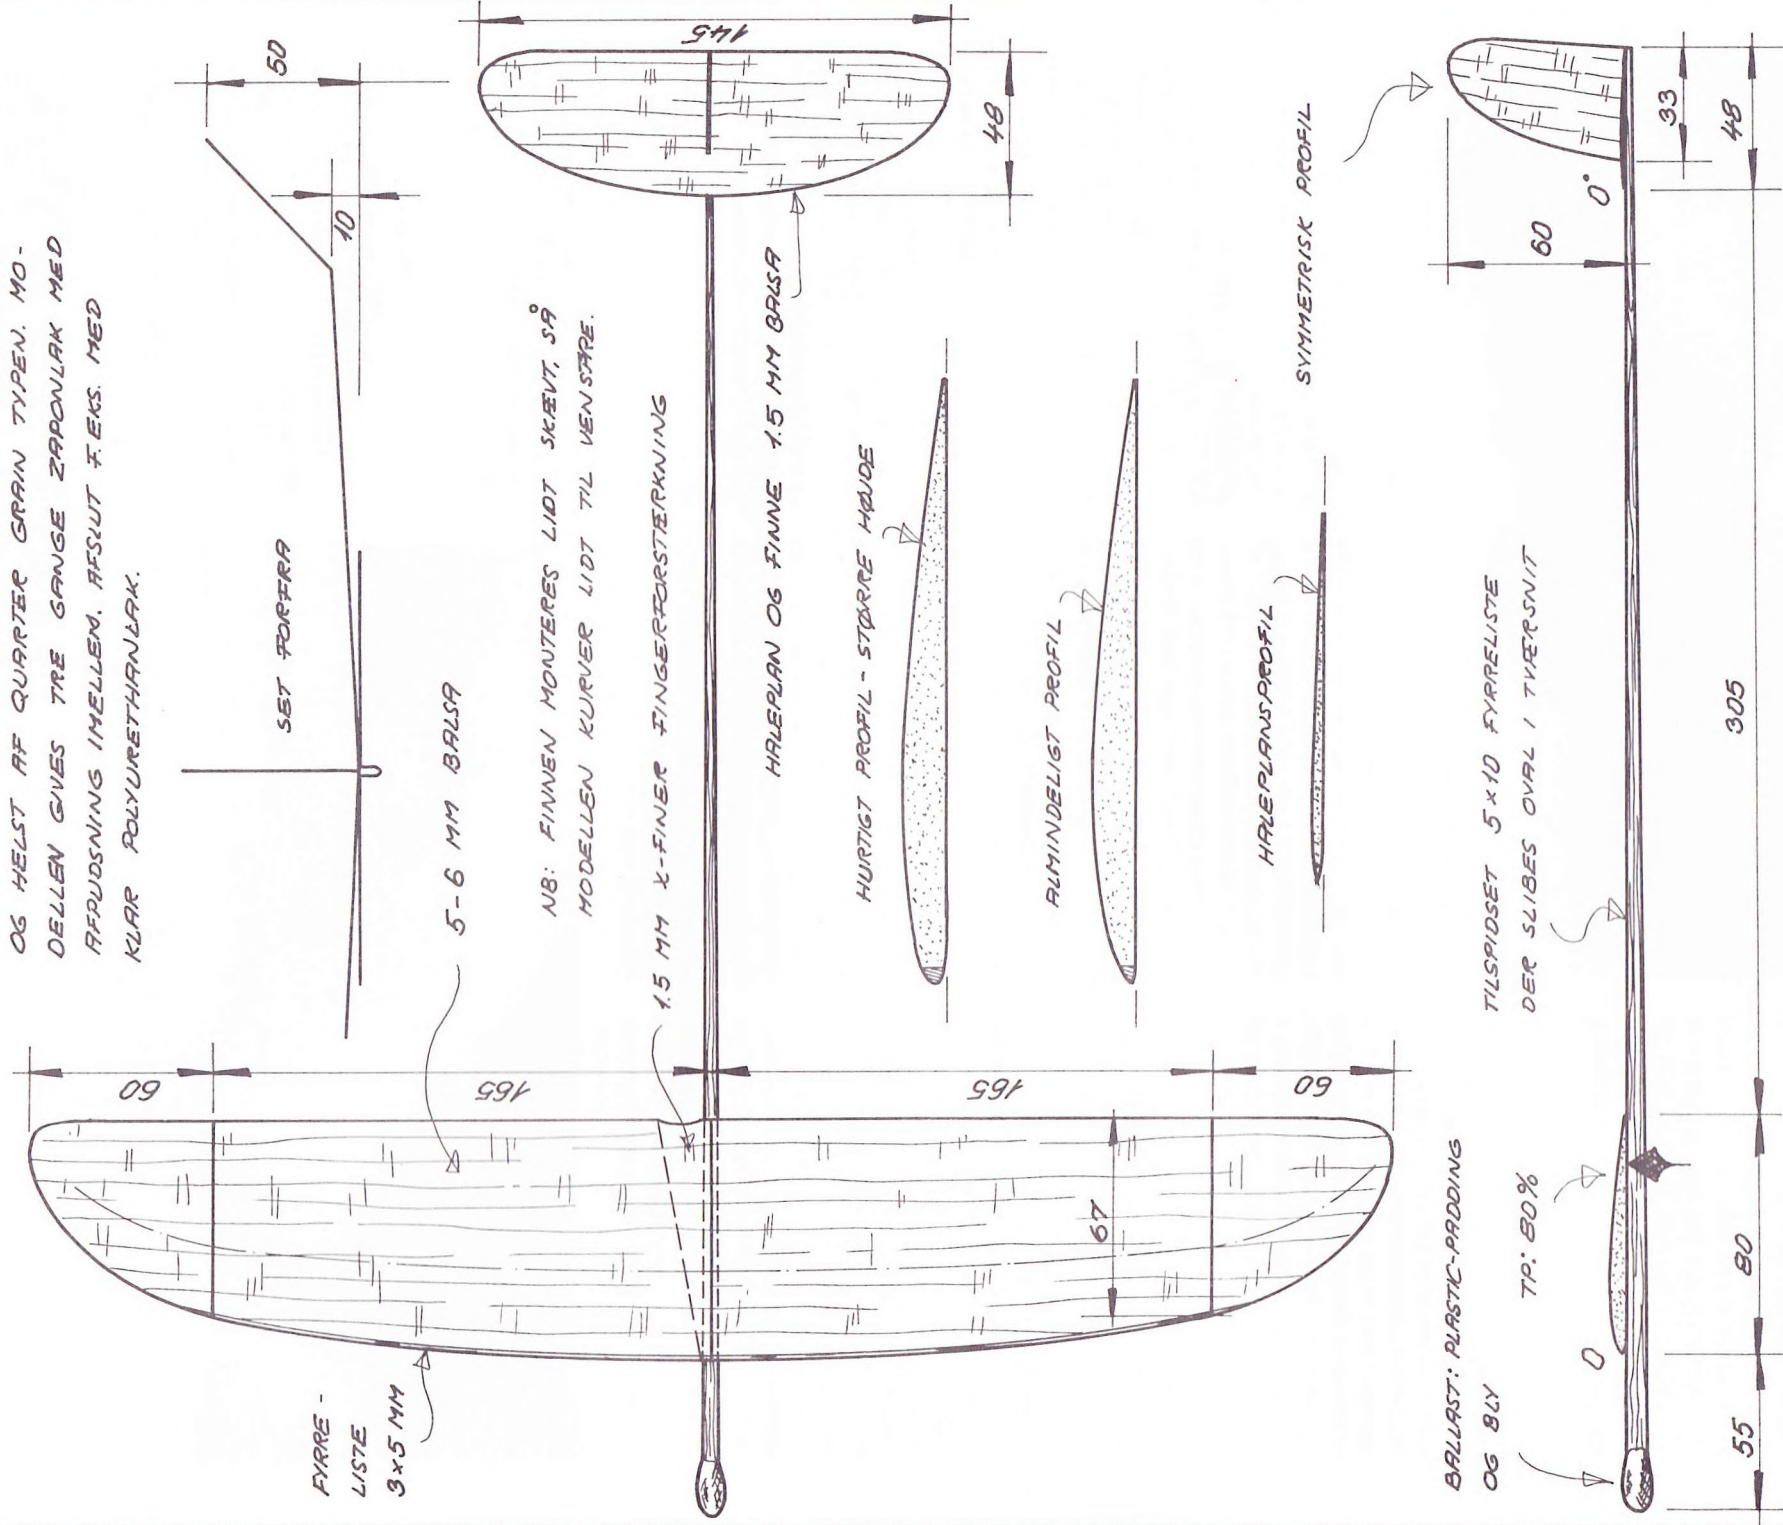 OG HELST AF QUARTER GRAIN TYPEN. MO-
DELLEN GIVES TRE GANGE ZAPONLAK MED
AFPUDSNING IMELLEM. AFSLUT F. EKS. MED
KLAR POLYURETHANLAK.
SET FORFRA
50
10
5-6 MM BALSA
NB: FINNEN MONTERES LIDT SKÆVT, SÅ
MODELLEN KURVER LIDT TIL VENSTRE.
1.5 MM X-FINER FINGERFORSTÆRKNING
HALEPLAN OG FINNE 1.5 MM BALSA
145
48
60
165
165
60
67
FYRRE-
LISTE
3x5 MM
HURTIGT PROFIL - STØRRE HØJDE
ALMINDELIGT PROFIL
HALEPLANSPROFIL
SYMMETRISK PROFIL
BALLAST: PLASTIC-PADDING
OG BLY
TP: 80%
TILSPIDSET 5x10 FYRRELISTE
DER SLIBES OVAL I TVÆRSNIT
0
0°
60
33
48
55
80
305